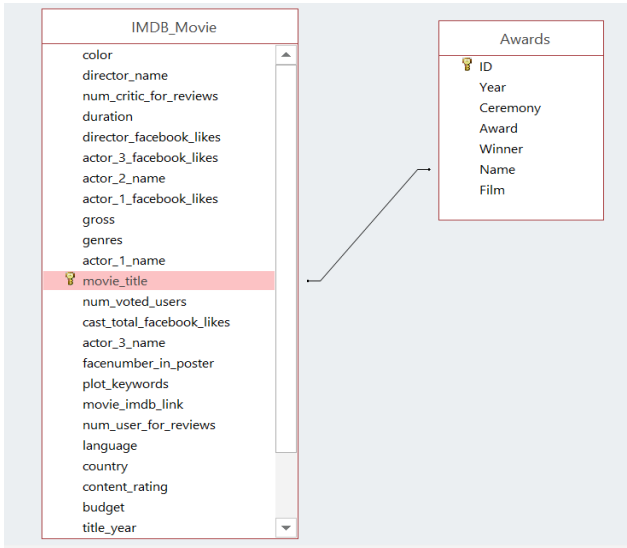 IMDB_Movie
color
director_name
num_critic_for_reviews
duration
director_facebook_likes
actor_3_facebook_likes
actor_2_name
actor_1_facebook_likes
gross
genres
actor_1_name
movie_title
num_voted_users
cast_total_facebook_likes
actor_3_name
facenumber_in_poster
plot_keywords
movie_imdb_link
num_user_for_reviews
language
country
content_rating
budget
title_year
Awards
ID
Year
Ceremony
Award
Winner
Name
Film